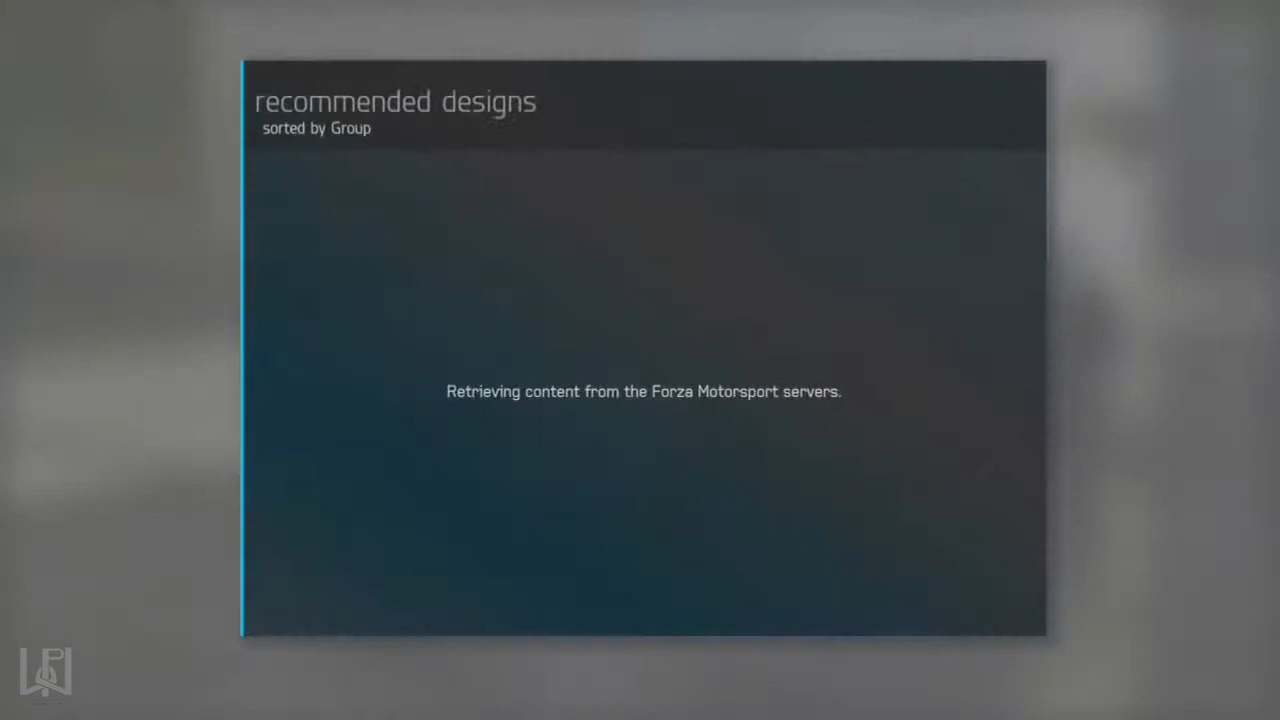 recommended designs
sorted by Group
Retrieving content from the Forza Motorsport servers.